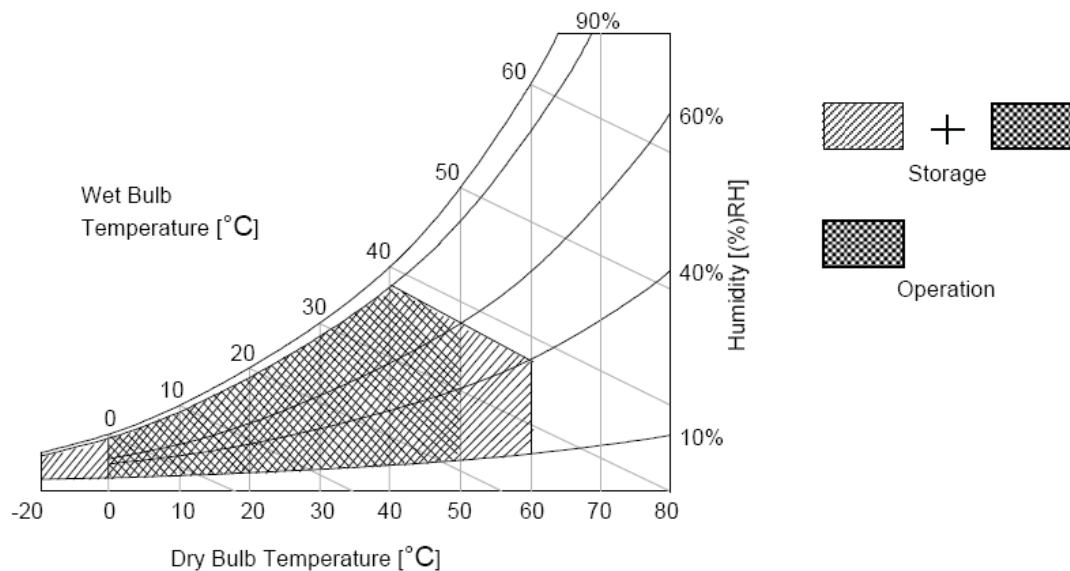 90%
60
60%
50
Wet Bulb
Temperature [°C]
40
40%
30
20
10
0
10%
Humidity [(%)RH]
-20 0 10 20 30 40 50 60 70 80
Dry Bulb Temperature [°C]
+
Storage
Operation